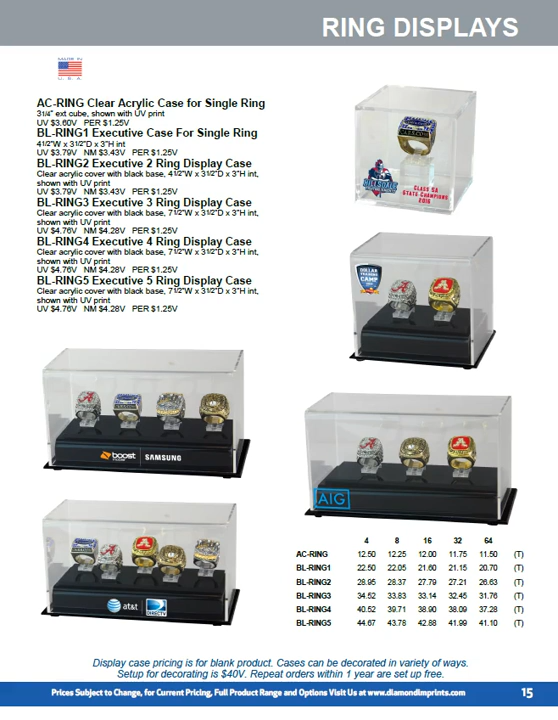 RING DISPLAYS
MADE IN
U.S.A.
AC-RING Clear Acrylic Case for Single Ring
31/4" ext cube, shown with UV print
UV $3.60V PER $1.25V
BL-RING1 Executive Case For Single Ring
41/2"W x 31/2"D x 3"H int
UV $3.79V NM $3.43V PER $1.25V
BL-RING2 Executive 2 Ring Display Case
Clear acrylic cover with black base, 41/2"W x 31/2"D x 3"H int,
shown with UV print
UV $3.79V NM $3.43V PER $1.25V
BL-RING3 Executive 3 Ring Display Case
Clear acrylic cover with black base, 71/2"W x 31/2"D x 3"H int,
shown with UV print
UV $4.76V NM $4.28V PER $1.25V
BL-RING4 Executive 4 Ring Display Case
Clear acrylic cover with black base, 71/2"W x 31/2"D x 3"H int,
shown with UV print
UV $4.76V NM $4.28V PER $1.25V
BL-RING5 Executive 5 Ring Display Case
Clear acrylic cover with black base, 71/2"W x 31/2"D x 3"H int,
shown with UV print
UV $4.76V NM $4.28V PER $1.25V
HILLSDALE
CLASS 5A
STATE CHAMPIONS
2016
DOLLAR
CAMP
boost SAMSUNG
AIG
at&t DIRECTV
4 8 16 32 64
AC-RING 12.50 12.25 12.00 11.75 11.50 (T)
BL-RING1 22.50 22.05 21.60 21.15 20.70 (T)
BL-RING2 28.95 28.37 27.79 27.21 26.63 (T)
BL-RING3 34.52 33.83 33.14 32.45 31.76 (T)
BL-RING4 40.52 39.71 38.90 38.09 37.28 (T)
BL-RING5 44.67 43.78 42.88 41.99 41.10 (T)
Display case pricing is for blank product. Cases can be decorated in variety of ways.
Setup for decorating is $40V. Repeat orders within 1 year are set up free.
Prices Subject to Change, for Current Pricing, Full Product Range and Options Visit Us at www.diamondimprints.com 15